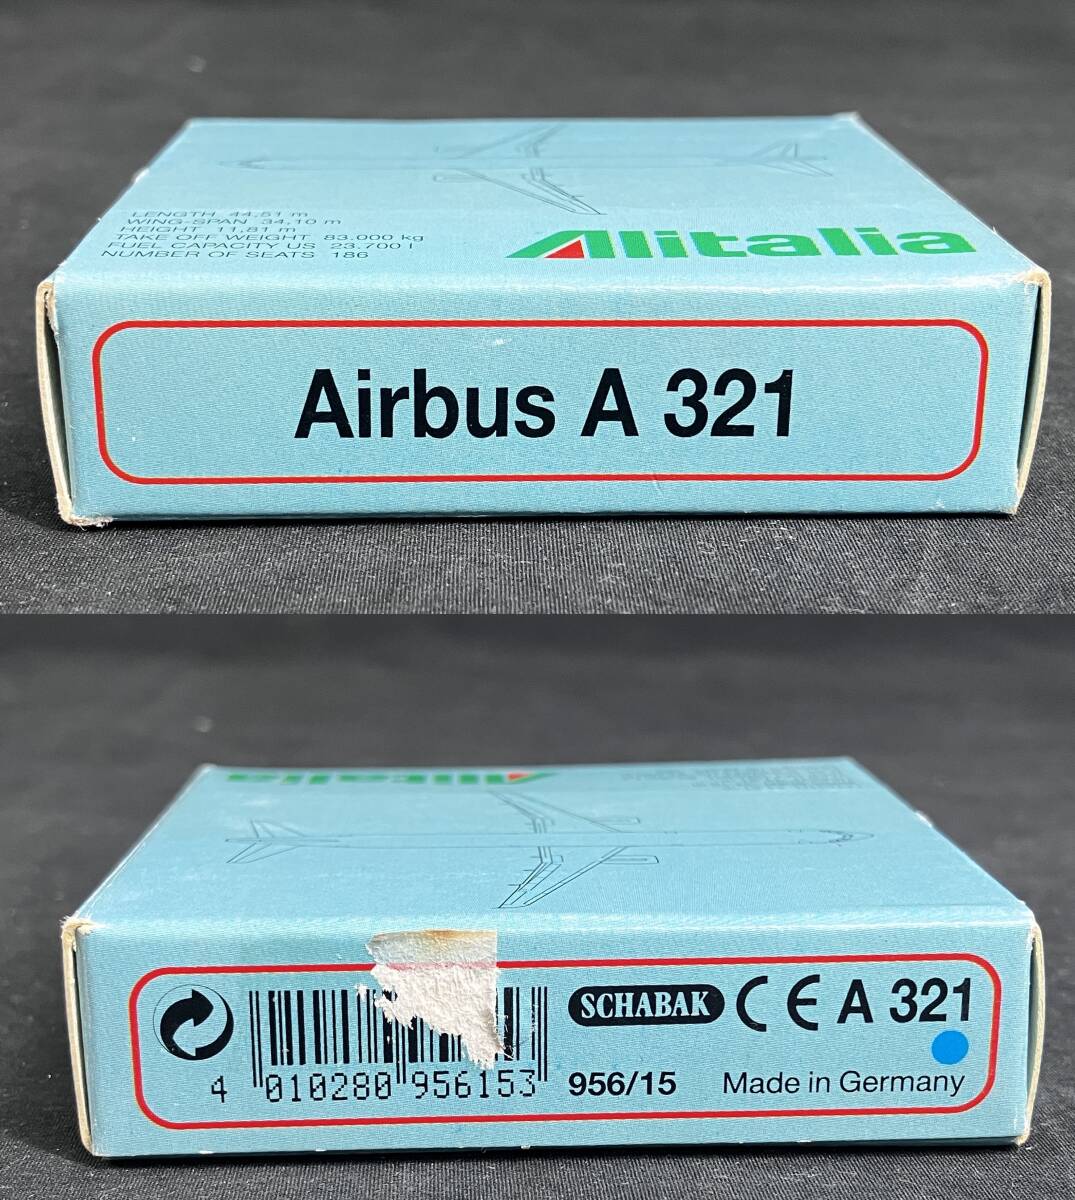 LENGTH 44,51 m
WING-SPAN 34,10 m
HEIGHT 11,81 m
TAKE OFF WEIGHT 83.000 kg
FUEL CAPACITY US 23.700 l
NUMBER OF SEATS 186
Alitalia
Airbus A 321
Alitalia
SCHABAK CE A 321
4 010280 956153
956/15 Made in Germany